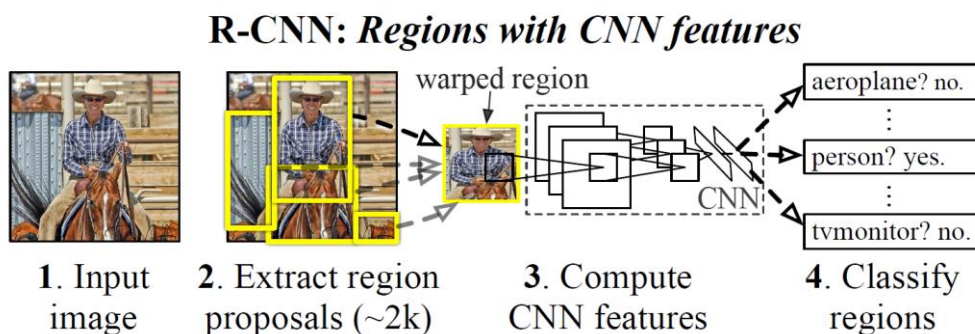 R-CNN: Regions with CNN features
warped region
aeroplane? no.
person? yes.
tvmonitor? no.
CNN
1. Input
image
2. Extract region
proposals (~2k)
3. Compute
CNN features
4. Classify
regions